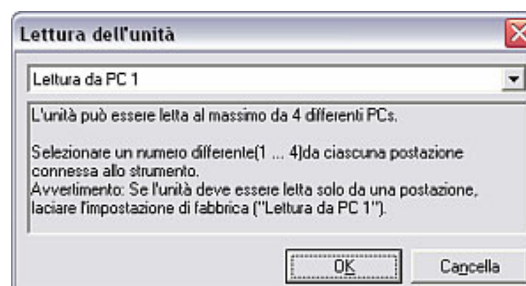 Lettura dell'unità
Lettura da PC 1
L'unità può essere letta al massimo da 4 differenti PCs.
Selezionare un numero differente(1 ... 4)da ciascuna postazione
connessa allo strumento.
Avvertimento: Se l'unità deve essere letta solo da una postazione,
laciare l'impostazione di fabbrica ("Lettura da PC 1").
OK Cancella